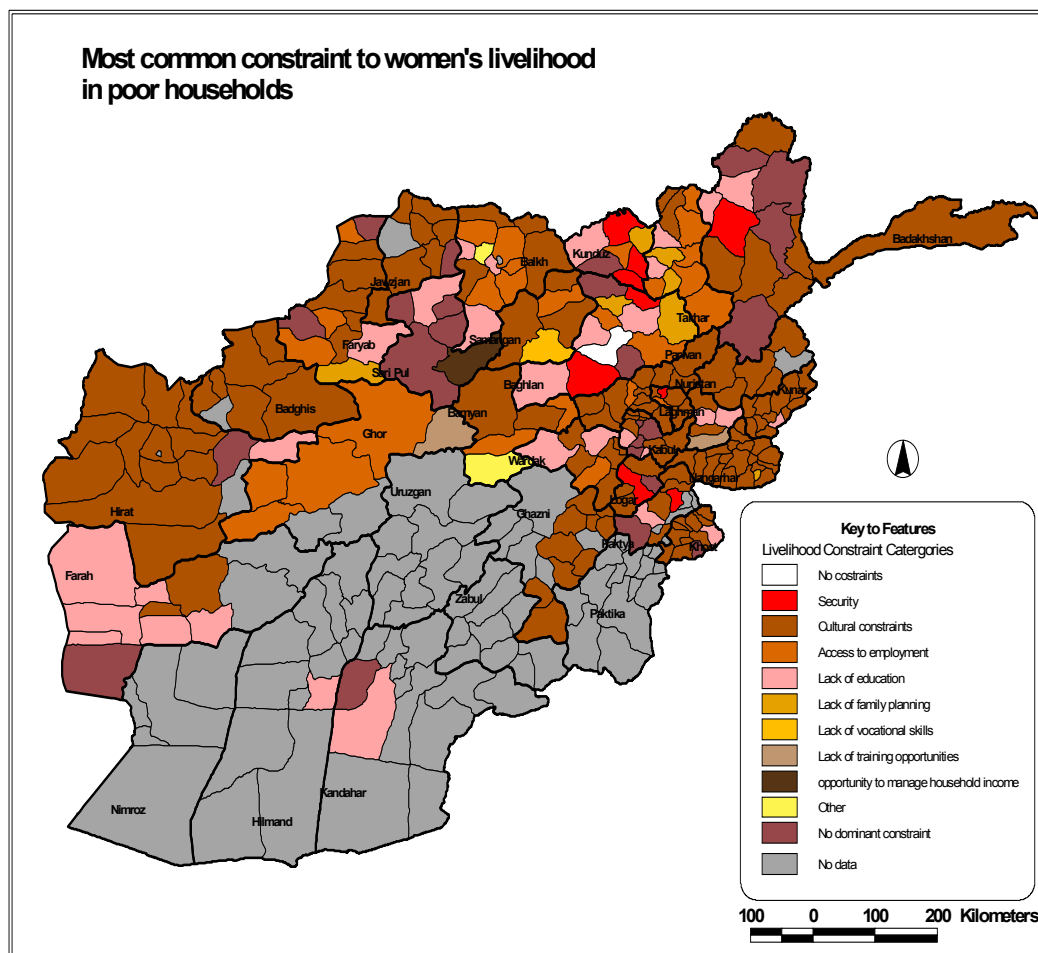 Most common constraint to women's livelihood
in poor households
Badakhshan
Kunduz
Balkh
Jawzjan
Takhar
Samangan
Faryab
Sari Pul
Parwan
Baghlan
Nuristan
Kunar
Badghis
Bamyan
Laghman
Ghor
Kabul
Wardak
Nangarhar
Uruzgan
Logar
Hirat
Ghazni
Paktya
Khost
Farah
Zabul
Paktika
Kandahar
Nimroz
Hilmand
Key to Features
Livelihood Constraint Catergories
No costraints
Security
Cultural constraints
Access to employment
Lack of education
Lack of family planning
Lack of vocational skills
Lack of training opportunities
opportunity to manage household income
Other
No dominant constraint
No data
100 0 100 200 Kilometers